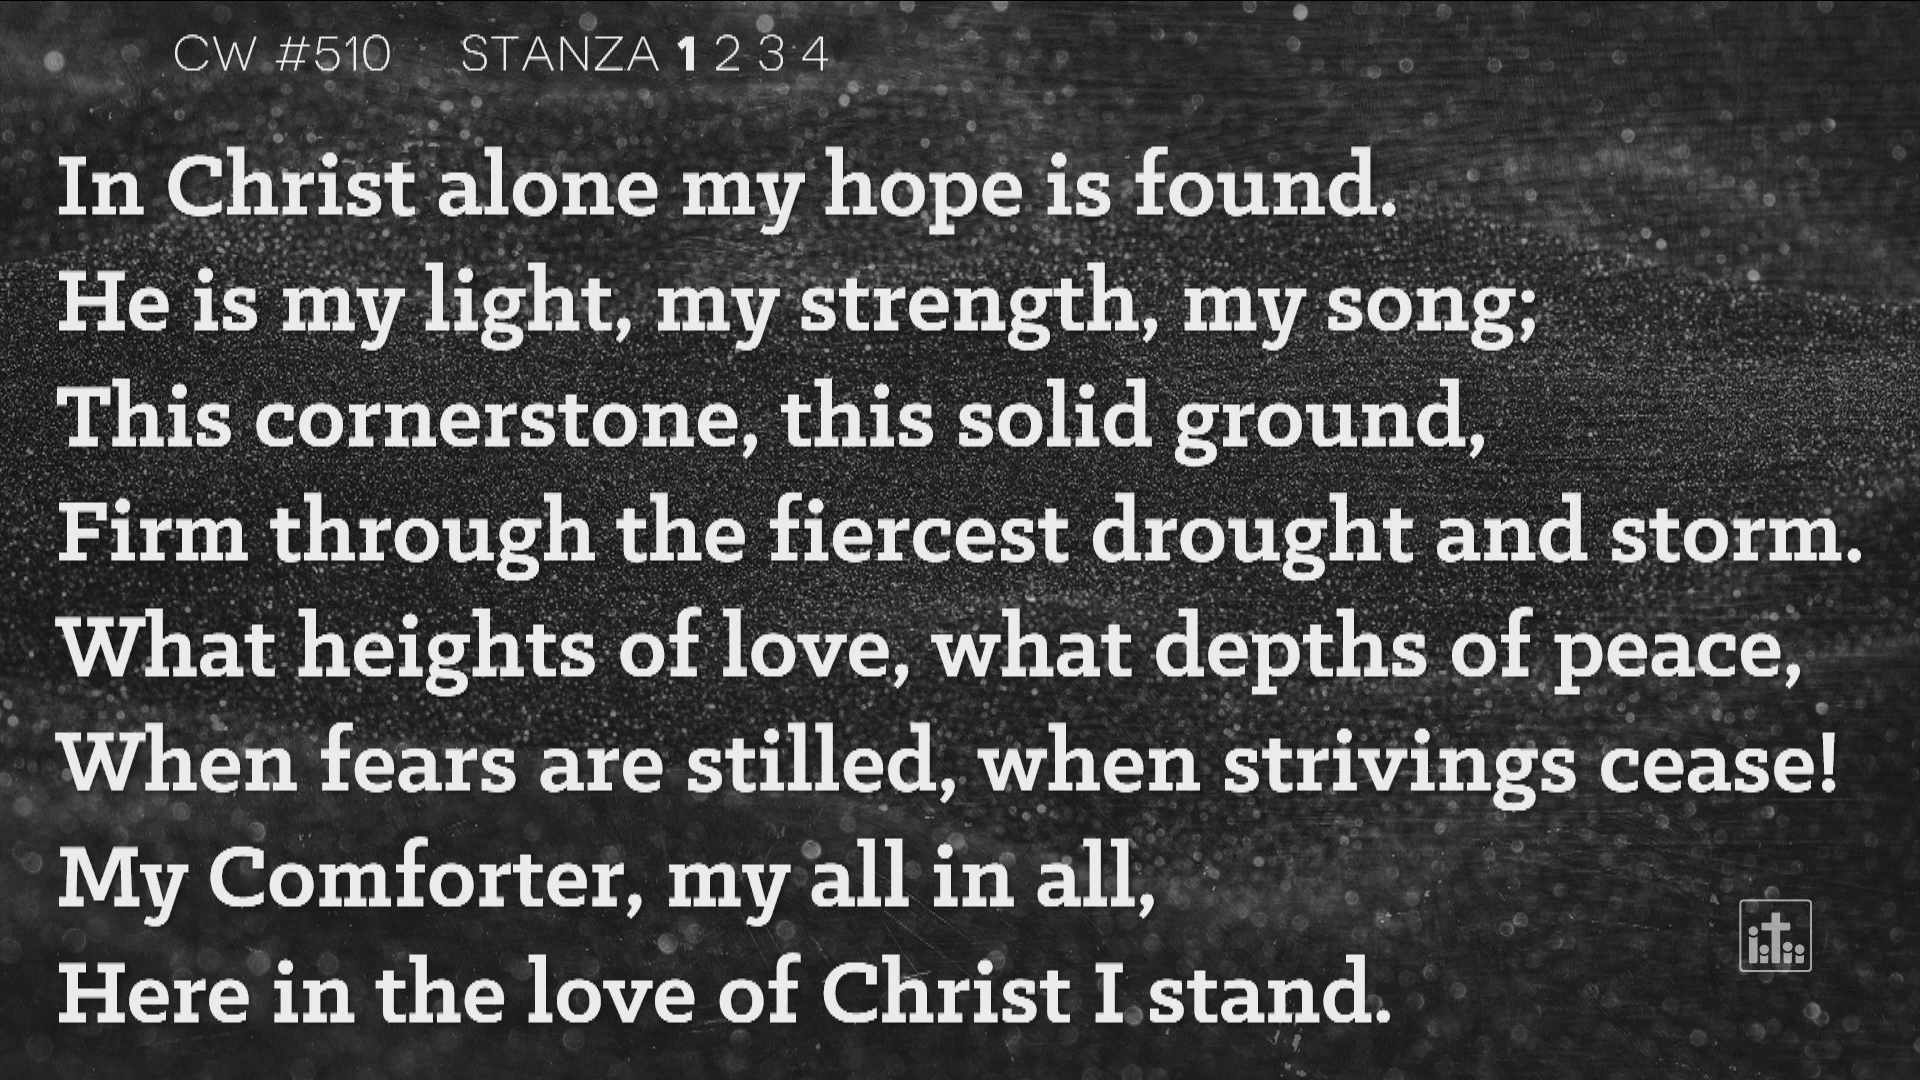 CW #510 STANZA 1 2 3 4
In Christ alone my hope is found.
He is my light, my strength, my song;
This cornerstone, this solid ground,
Firm through the fiercest drought and storm.
What heights of love, what depths of peace,
When fears are stilled, when strivings cease!
My Comforter, my all in all,
Here in the love of Christ I stand.